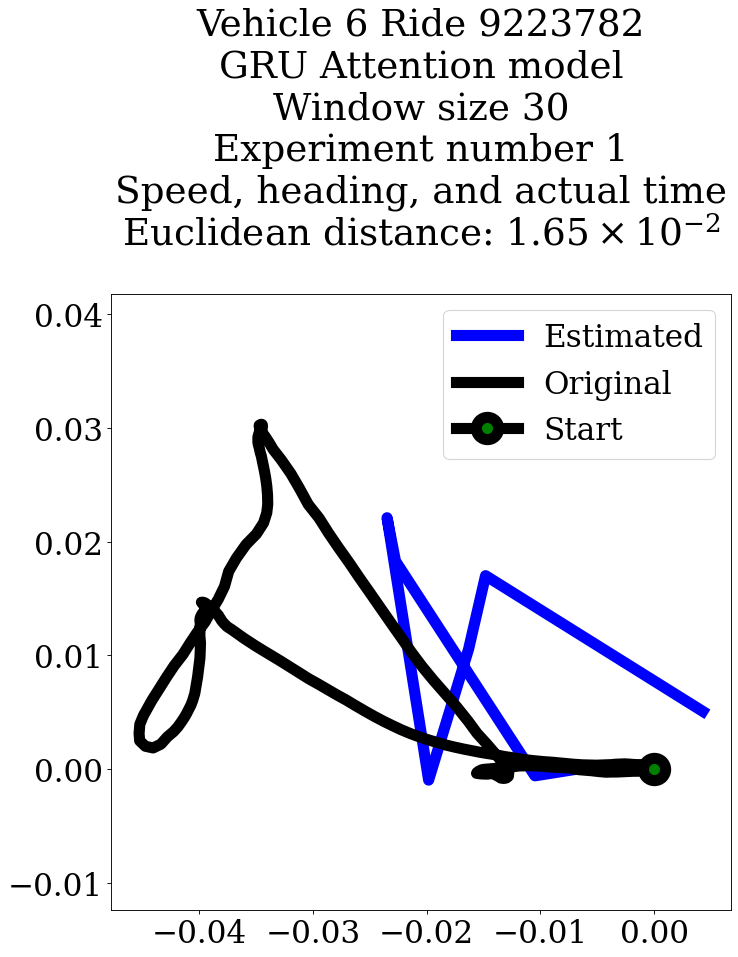 Vehicle 6 Ride 9223782
GRU Attention model
Window size 30
Experiment number 1
Speed, heading, and actual time
Euclidean distance: 1.65 × 10⁻²
Estimated
Original
Start
0.04
0.03
0.02
0.01
0.00
−0.01
−0.04 −0.03 −0.02 −0.01 0.00